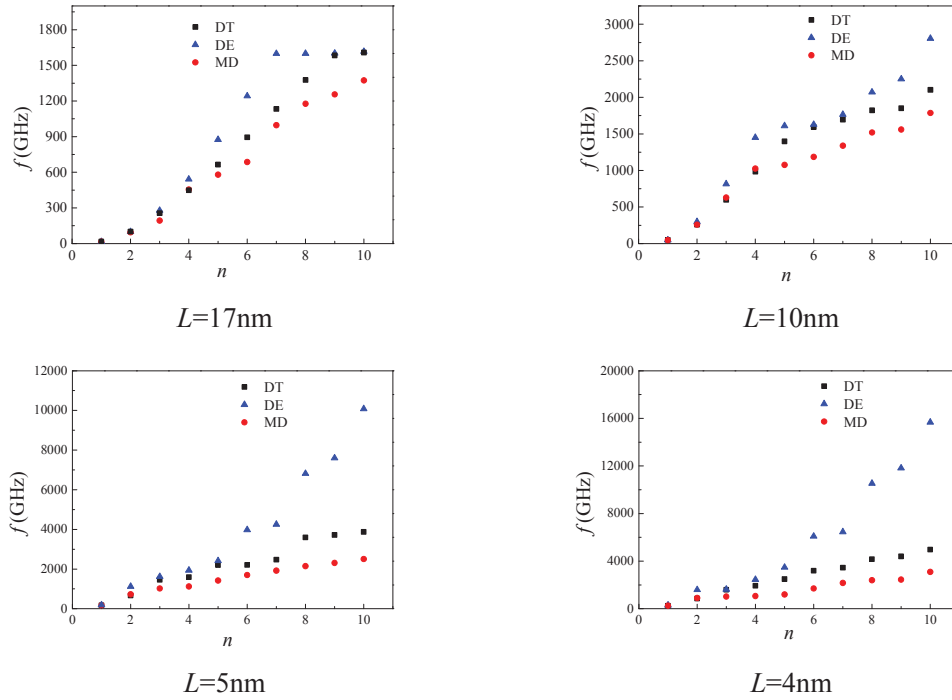 1800
1500
1200
900
600
300
0
f (GHz)
DT
DE
MD
0 2 4 6 8 10
n
L=17nm
3000
2500
2000
1500
1000
500
0
f (GHz)
DT
DE
MD
0 2 4 6 8 10
n
L=10nm
12000
10000
8000
6000
4000
2000
0
f (GHz)
DT
DE
MD
0 2 4 6 8 10
n
L=5nm
20000
16000
12000
8000
4000
0
f (GHz)
DT
DE
MD
0 2 4 6 8 10
n
L=4nm